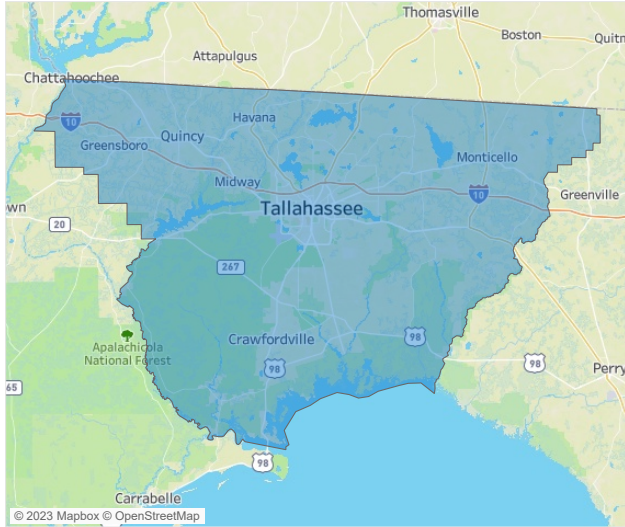 Thomasville
Boston
Quitn
Attapulgus
Chattahoochee
10
Havana
Quincy
Greensboro
Monticello
Midway
10
Greenville
Tallahassee
own
20
267
Apalachicola
National Forest
Crawfordville
98
98
98
Perry
65
98
Carrabelle
© 2023 Mapbox © OpenStreetMap